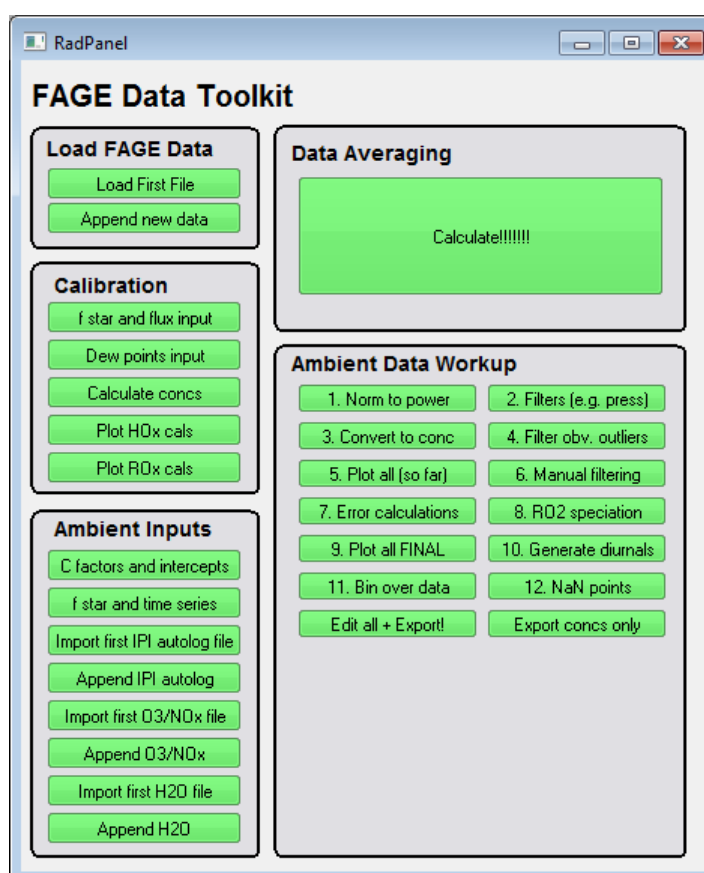 RadPanel
FAGE Data Toolkit
Load FAGE Data
Load First File
Append new data
Calibration
f star and flux input
Dew points input
Calculate concs
Plot HOx cals
Plot ROx cals
Ambient Inputs
C factors and intercepts
f star and time series
Import first IPI autolog file
Append IPI autolog
Import first O3/NOx file
Append O3/NOx
Import first H2O file
Append H2O
Data Averaging
Calculate!!!!!!!
Ambient Data Workup
1. Norm to power
2. Filters (e.g. press)
3. Convert to conc
4. Filter obv. outliers
5. Plot all (so far)
6. Manual filtering
7. Error calculations
8. RO2 speciation
9. Plot all FINAL
10. Generate diurnals
11. Bin over data
12. NaN points
Edit all + Export!
Export concs only